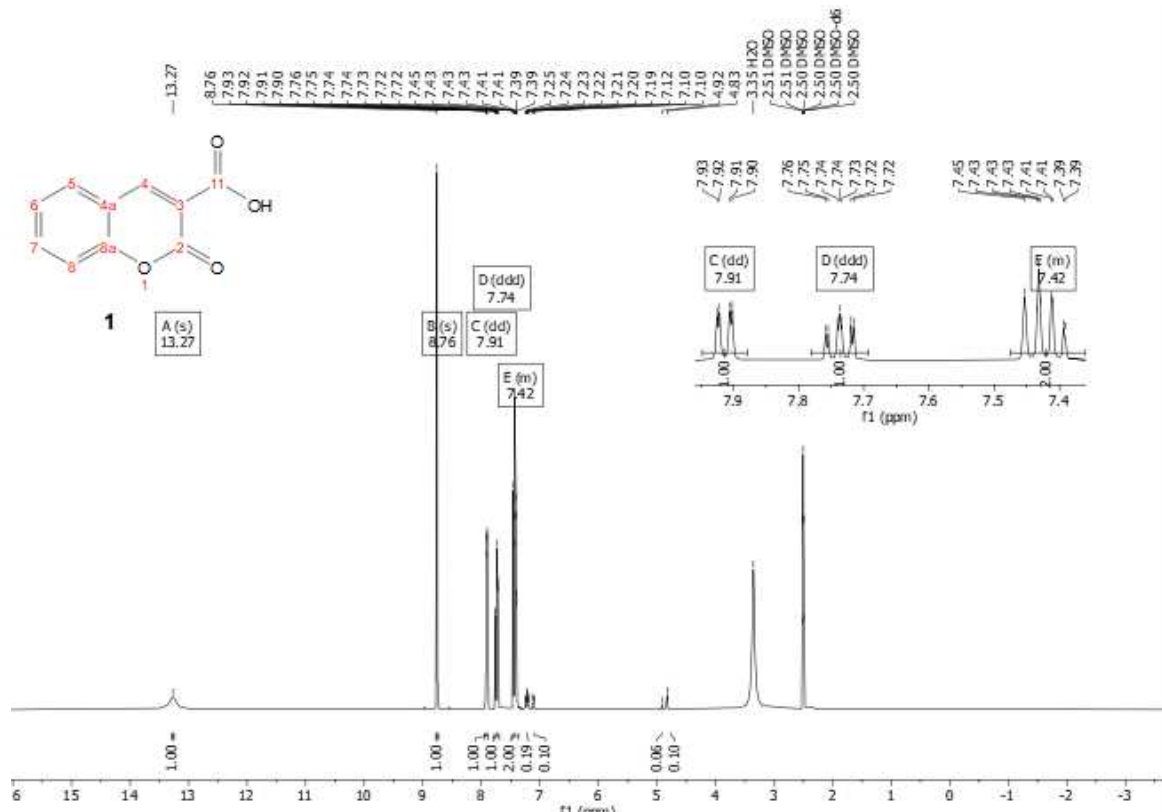 13.27
8.76
7.93
7.92
7.91
7.90
7.76
7.75
7.74
7.74
7.73
7.72
7.72
7.45
7.43
7.43
7.43
7.41
7.41
7.39
7.39
7.25
7.24
7.23
7.22
7.21
7.20
7.19
7.12
7.10
7.10
4.92
4.83
3.35 H2O
2.51 DMSO
2.51 DMSO
2.50 DMSO
2.50 DMSO
2.50 DMSO-d6
2.50 DMSO
O
5 4 11
6 4a 3 OH
7 8a 2
8 O O
1
1
A (s)
13.27
B (s)
8.76
C (dd)
7.91
D (ddd)
7.74
E (m)
7.42
7.93
7.92
7.91
7.90
7.76
7.75
7.74
7.74
7.73
7.72
7.72
7.45
7.43
7.43
7.43
7.41
7.41
7.39
7.39
C (dd)
7.91
D (ddd)
7.74
E (m)
7.42
1.00 1.00 2.00
7.9 7.8 7.7 7.6 7.5 7.4
f1 (ppm)
1.00 1.00 1.00 1.00 2.00 0.19 0.10 0.06 0.10
16 15 14 13 12 11 10 9 8 7 6 5 4 3 2 1 0 -1 -2 -3
f1 (ppm)